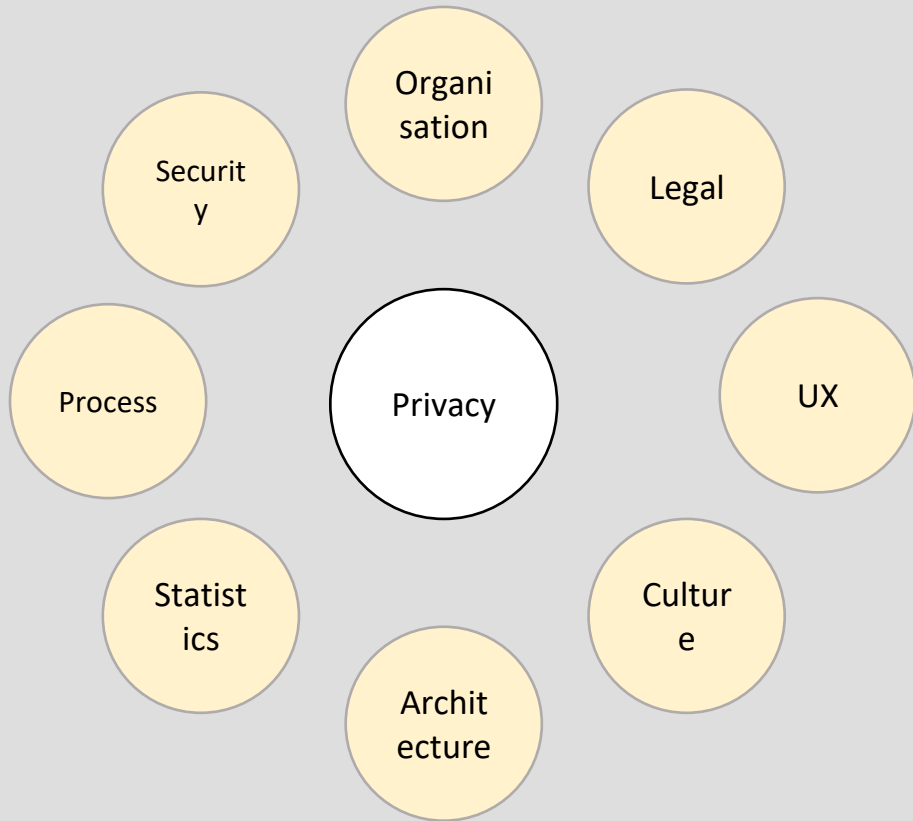 Organi
sation
Securit
y
Legal
Process
Privacy
UX
Statist
ics
Cultur
e
Archit
ecture